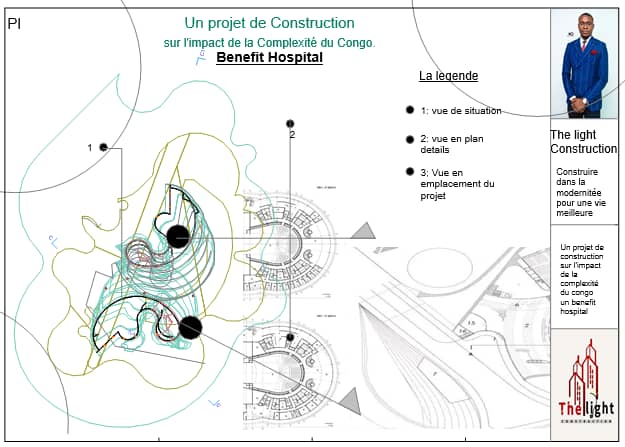 Pl
Un projet de Construction
sur l'impact de la Complexité du Congo.
Benefit Hospital
La légende
1: vue de situation
2: vue en plan
details
3; Vue en
emplacement du
projet
1
2
The light
Construction
Construire
dans la
modernitée
pour une vie
meilleure
Un projet de
construction
sur l'impact
de la
complexité
du congo
un benefit
hospital
The light
CONSTRUCTION